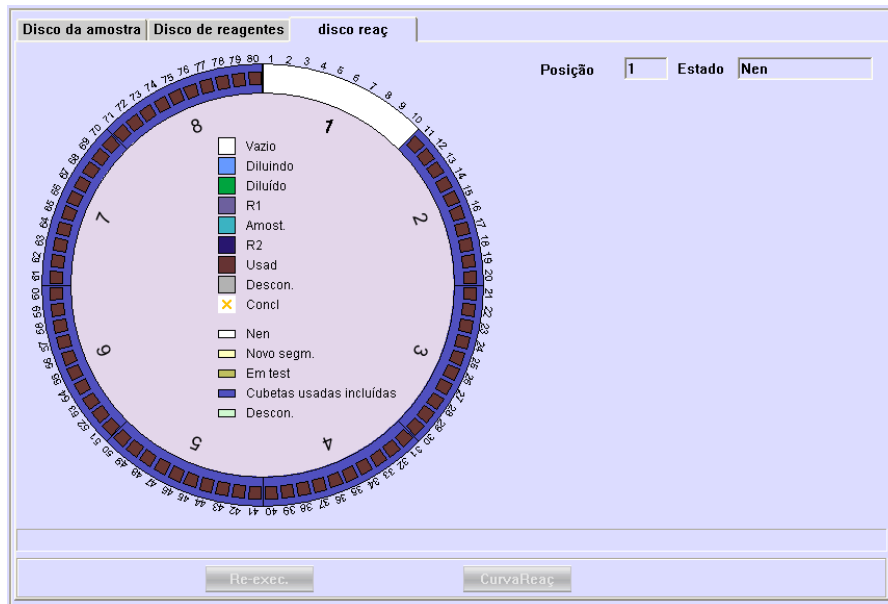 Disco da amostra Disco de reagentes disco reaç
Posição 1 Estado Nen
1 2 3 4 5 6 7 8 9 10 11 12 13 14 15 16 17 18 19 20 21 22 23 24 25 26 27 28 29 30 31 32 33 34 35 36 37 38 39 40 41 42 43 44 45 46 47 48 49 50 51 52 53 54 55 56 57 58 59 60 61 62 63 64 65 66 67 68 69 70 71 72 73 74 75 76 77 78 79 80
1 2 3 4 5 6 7 8
Vazio
Diluindo
Diluído
R1
Amost.
R2
Usad
Descon.
Concl
Nen
Novo segm.
Em test
Cubetas usadas incluídas
Descon.
Re-exec. CurvaReaç